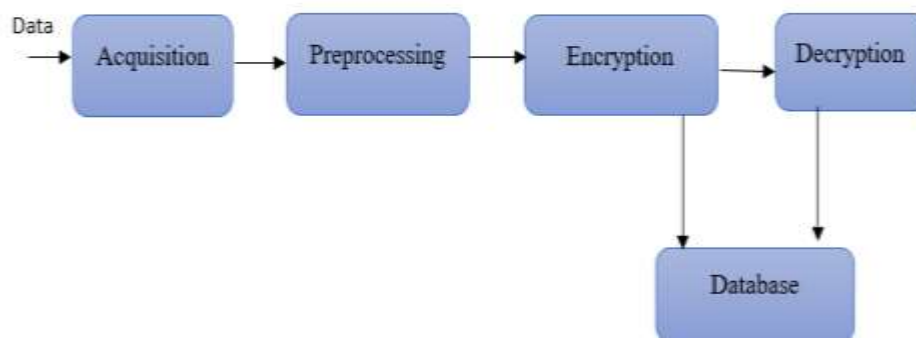 Data
Acquisition
Preprocessing
Encryption
Decryption
Database